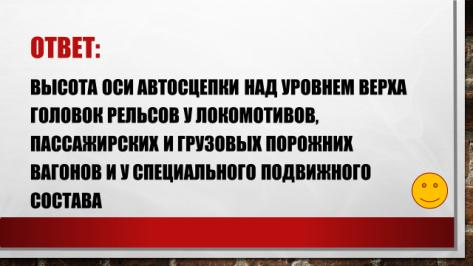 ОТВЕТ:
ВЫСОТА ОСИ АВТОСЦЕПКИ НАД УРОВНЕМ ВЕРХА
ГОЛОВОК РЕЛЬСОВ У ЛОКОМОТИВОВ,
ПАССАЖИРСКИХ И ГРУЗОВЫХ ПОРОЖНИХ
ВАГОНОВ И У СПЕЦИАЛЬНОГО ПОДВИЖНОГО
СОСТАВА